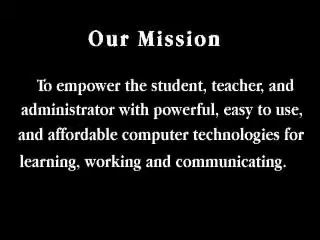 Our Mission
To empower the student, teacher, and
administrator with powerful, easy to use,
and affordable computer technologies for
learning, working and communicating.